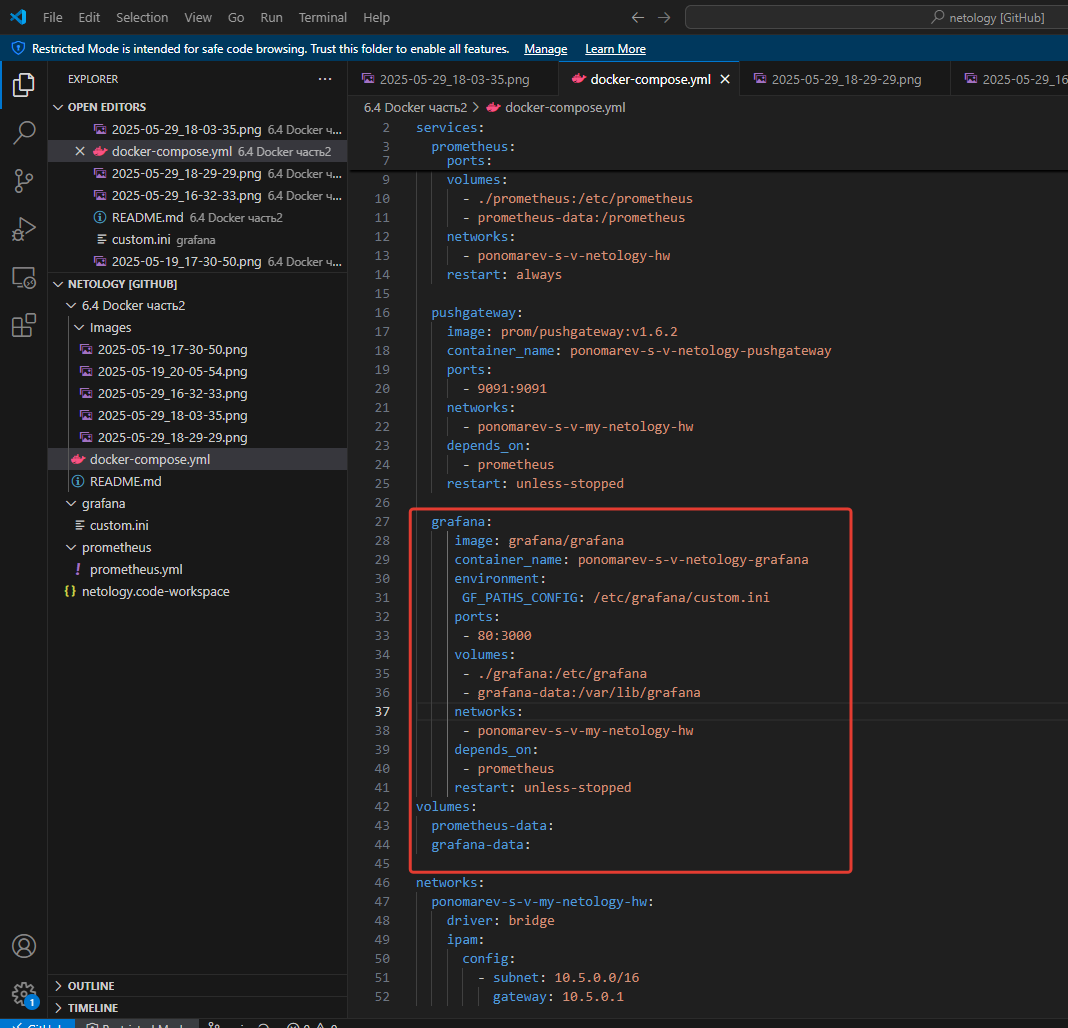 File Edit Selection View Go Run Terminal Help
netology [GitHub]
Restricted Mode is intended for safe code browsing. Trust this folder to enable all features. Manage Learn More
EXPLORER
OPEN EDITORS
2025-05-29_18-03-35.png 6.4 Docker ч...
docker-compose.yml 6.4 Docker часть2
2025-05-29_18-29-29.png 6.4 Docker ч...
2025-05-29_16-32-33.png 6.4 Docker ч...
README.md 6.4 Docker часть2
custom.ini grafana
2025-05-19_17-30-50.png 6.4 Docker ч...
NETOLOGY [GITHUB]
6.4 Docker часть2
Images
2025-05-19_17-30-50.png
2025-05-19_20-05-54.png
2025-05-29_16-32-33.png
2025-05-29_18-03-35.png
2025-05-29_18-29-29.png
docker-compose.yml
README.md
grafana
custom.ini
prometheus
prometheus.yml
netology.code-workspace
OUTLINE
TIMELINE
1
2025-05-29_18-03-35.png docker-compose.yml 2025-05-29_18-29-29.png 2025-05-29_16
6.4 Docker часть2 > docker-compose.yml
2 services:
3 prometheus:
7 ports:
9 volumes:
10 - ./prometheus:/etc/prometheus
11 - prometheus-data:/prometheus
12 networks:
13 - ponomarev-s-v-netology-hw
14 restart: always
15
16 pushgateway:
17 image: prom/pushgateway:v1.6.2
18 container_name: ponomarev-s-v-netology-pushgateway
19 ports:
20 - 9091:9091
21 networks:
22 - ponomarev-s-v-my-netology-hw
23 depends_on:
24 - prometheus
25 restart: unless-stopped
26
27 grafana:
28 image: grafana/grafana
29 container_name: ponomarev-s-v-netology-grafana
30 environment:
31 GF_PATHS_CONFIG: /etc/grafana/custom.ini
32 ports:
33 - 80:3000
34 volumes:
35 - ./grafana:/etc/grafana
36 - grafana-data:/var/lib/grafana
37 networks:
38 - ponomarev-s-v-my-netology-hw
39 depends_on:
40 - prometheus
41 restart: unless-stopped
42 volumes:
43 prometheus-data:
44 grafana-data:
45
46 networks:
47 ponomarev-s-v-my-netology-hw:
48 driver: bridge
49 ipam:
50 config:
51 - subnet: 10.5.0.0/16
52 gateway: 10.5.0.1